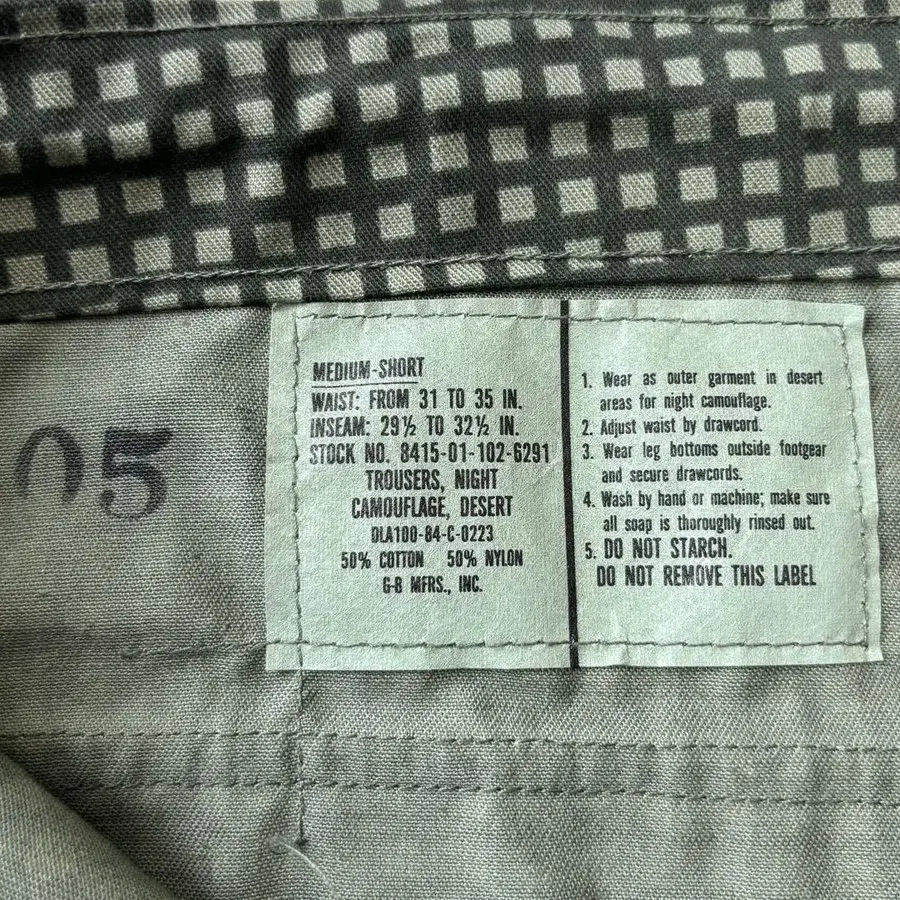 05
MEDIUM-SHORT
WAIST: FROM 31 TO 35 IN.
INSEAM: 29½ TO 32½ IN.
STOCK NO. 8415-01-102-6291
TROUSERS, NIGHT
CAMOUFLAGE, DESERT
DLA100-84-C-0223
50% COTTON 50% NYLON
G-B MFRS., INC.
1. Wear as outer garment in desert
areas for night camouflage.
2. Adjust waist by drawcord.
3. Wear leg bottoms outside footgear
and secure drawcords.
4. Wash by hand or machine; make sure
all soap is thoroughly rinsed out.
5. DO NOT STARCH.
DO NOT REMOVE THIS LABEL